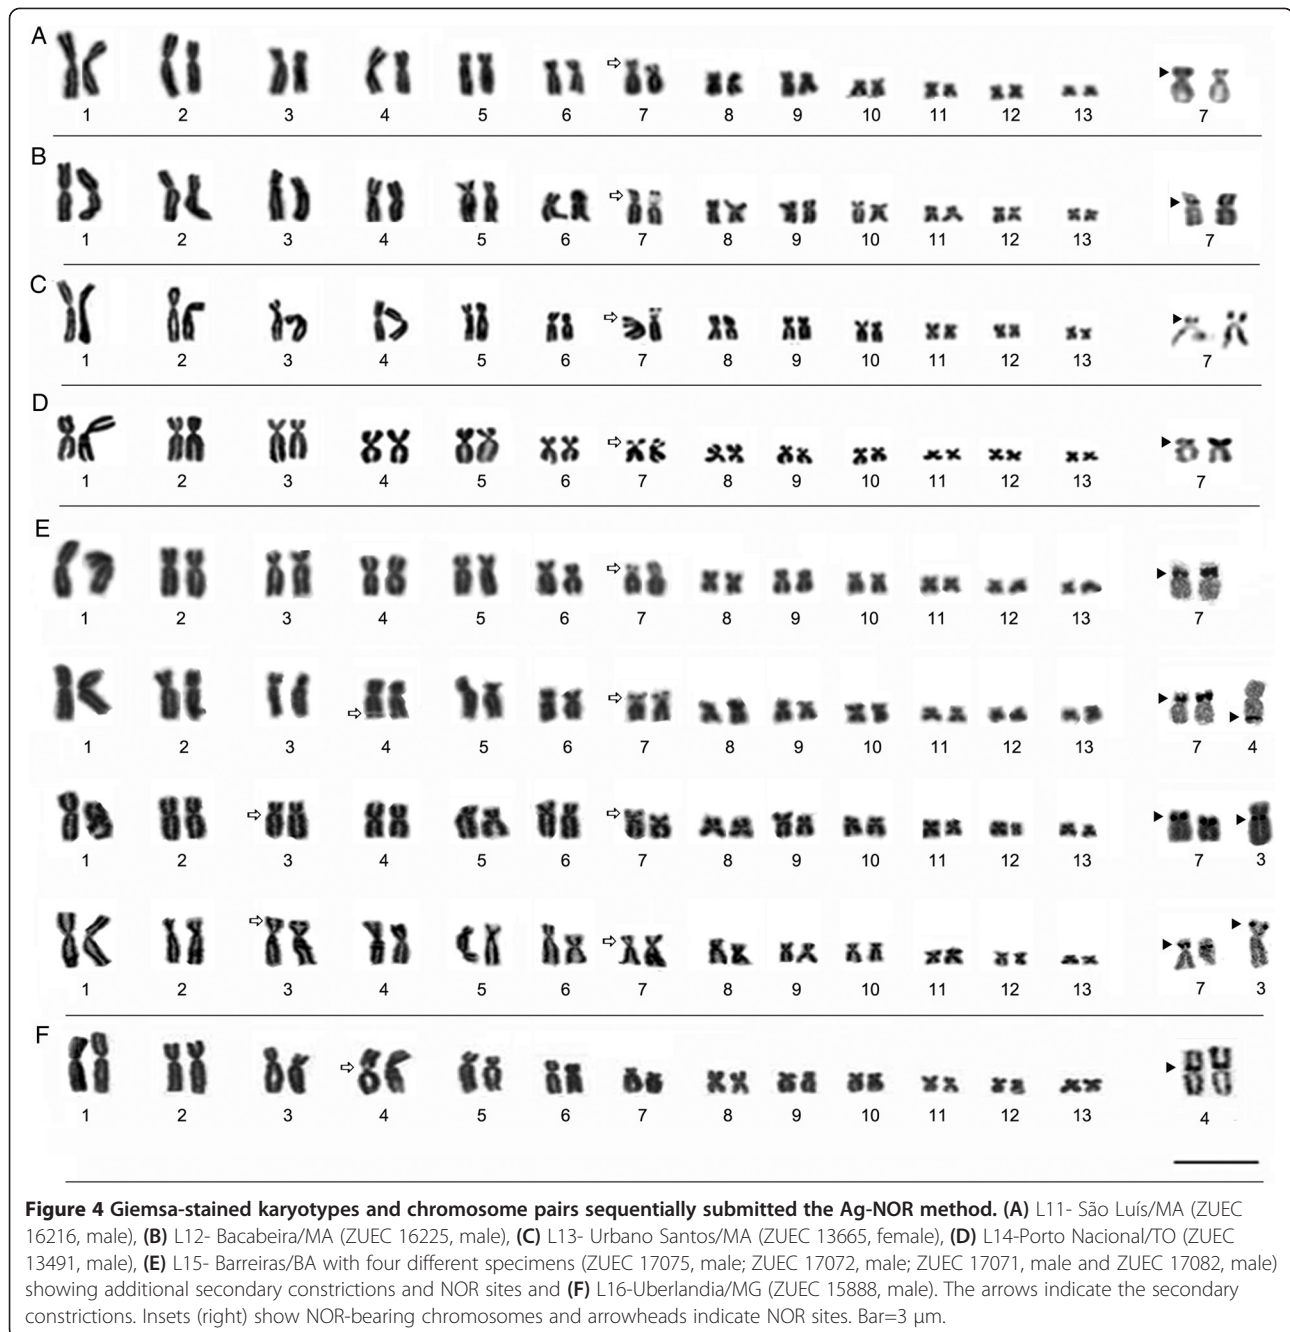 A
1 2 3 4 5 6 7 8 9 10 11 12 13 7
B
1 2 3 4 5 6 7 8 9 10 11 12 13 7
C
1 2 3 4 5 6 7 8 9 10 11 12 13 7
D
1 2 3 4 5 6 7 8 9 10 11 12 13 7
E
1 2 3 4 5 6 7 8 9 10 11 12 13 7
1 2 3 4 5 6 7 8 9 10 11 12 13 7 4
1 2 3 4 5 6 7 8 9 10 11 12 13 7 3
1 2 3 4 5 6 7 8 9 10 11 12 13 7 3
F
1 2 3 4 5 6 7 8 9 10 11 12 13 4
Figure 4 Giemsa-stained karyotypes and chromosome pairs sequentially submitted the Ag-NOR method. (A) L11- São Luís/MA (ZUEC
16216, male), (B) L12- Bacabeira/MA (ZUEC 16225, male), (C) L13- Urbano Santos/MA (ZUEC 13665, female), (D) L14-Porto Nacional/TO (ZUEC
13491, male), (E) L15- Barreiras/BA with four different specimens (ZUEC 17075, male; ZUEC 17072, male; ZUEC 17071, male and ZUEC 17082, male)
showing additional secondary constrictions and NOR sites and (F) L16-Uberlandia/MG (ZUEC 15888, male). The arrows indicate the secondary
constrictions. Insets (right) show NOR-bearing chromosomes and arrowheads indicate NOR sites. Bar=3 μm.